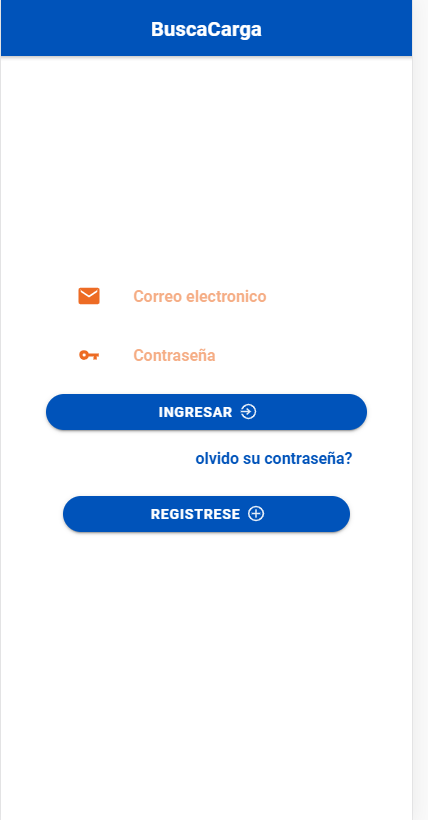 BuscaCarga
Correo electronico
Contraseña
INGRESAR
olvido su contraseña?
REGISTRESE